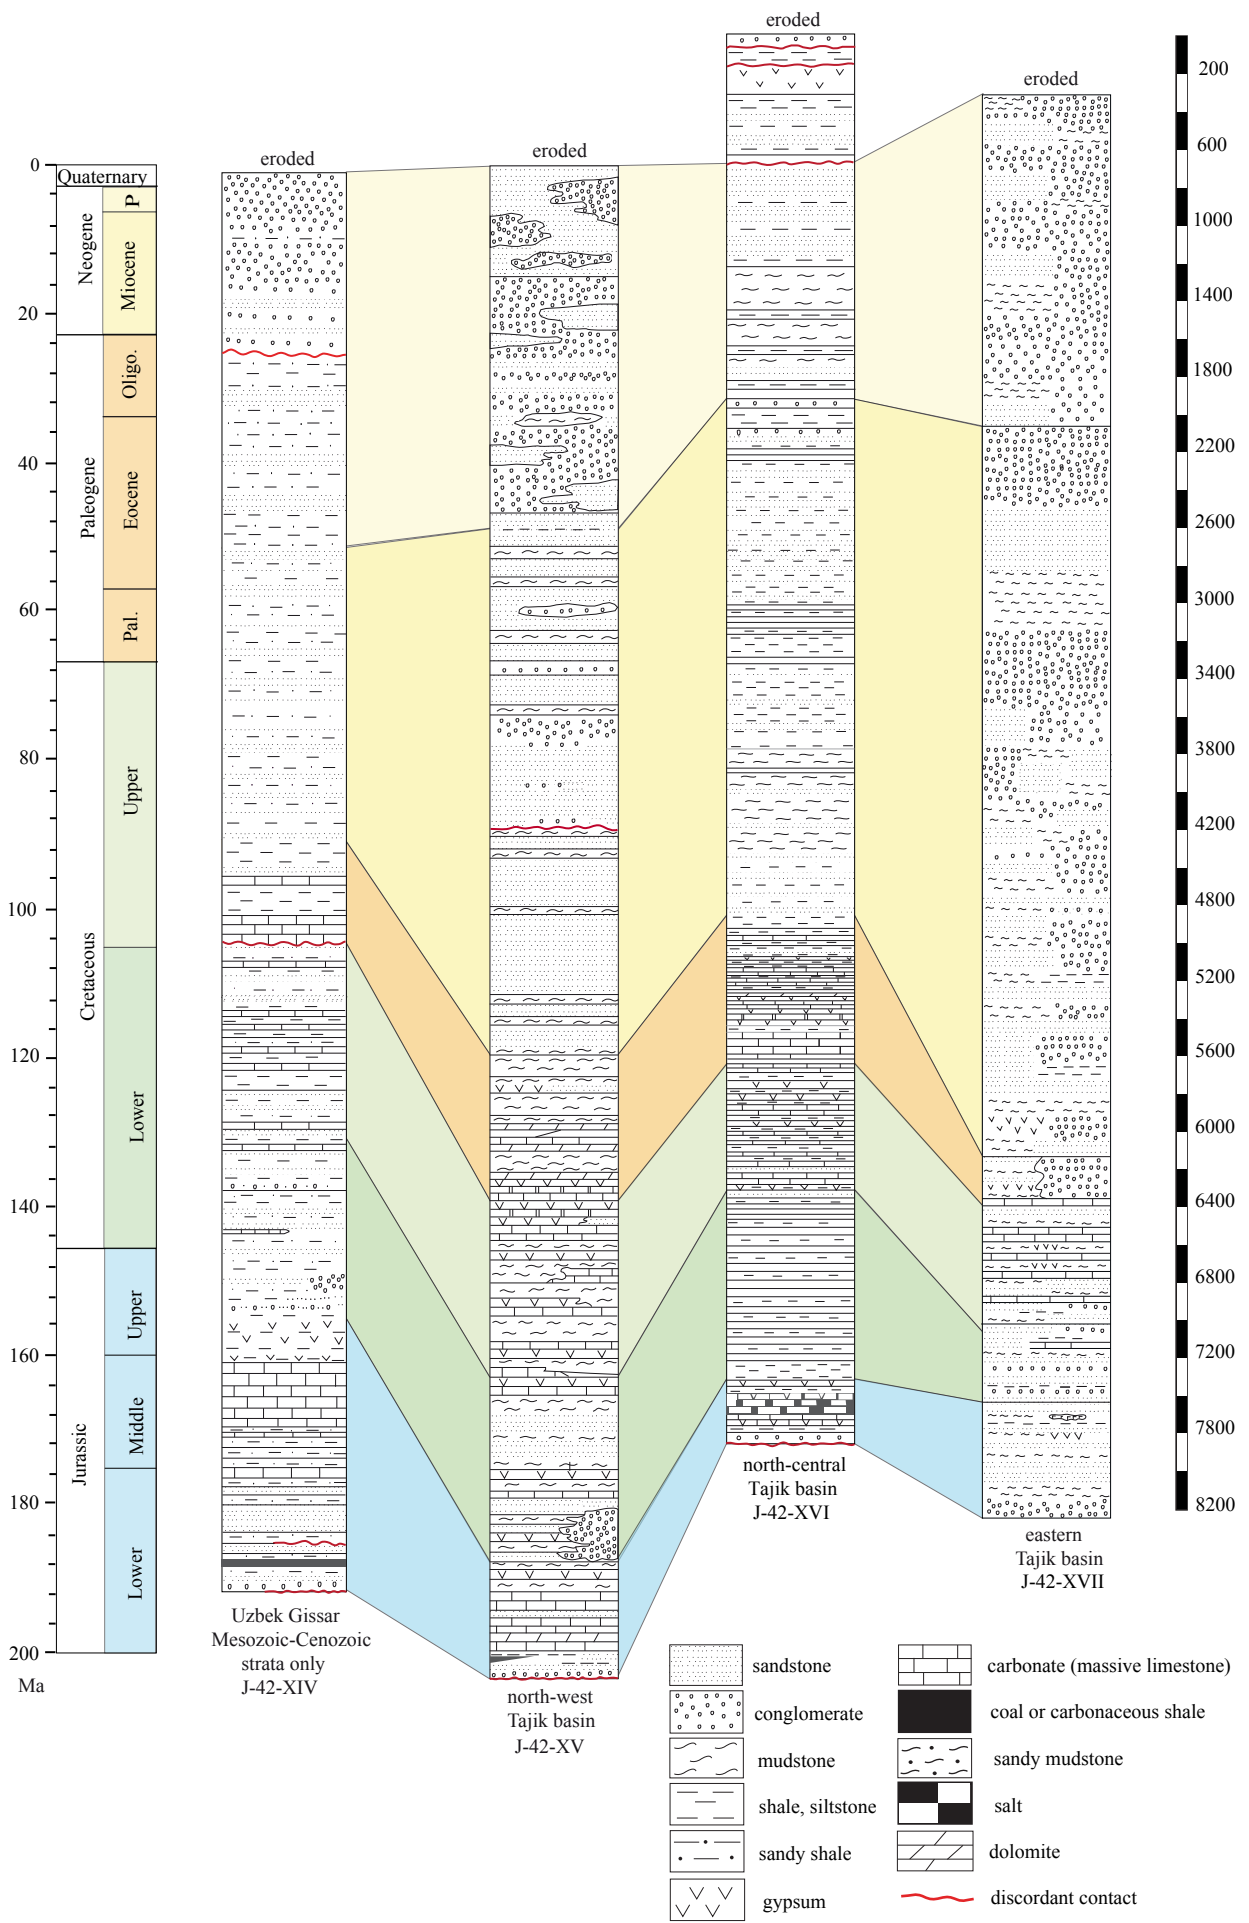 eroded
eroded
eroded
eroded
0
20
40
60
80
100
120
140
160
180
200
Ma
Quaternary
Neogene
P
Miocene
Paleogene
Oligo.
Eocene
Pal.
Cretaceous
Upper
Lower
Jurassic
Upper
Middle
Lower
200
600
1000
1400
1800
2200
2600
3000
3400
3800
4200
4800
5200
5600
6000
6400
6800
7200
7800
8200
Uzbek Gissar
Mesozoic-Cenozoic
strata only
J-42-XIV
north-west
Tajik basin
J-42-XV
north-central
Tajik basin
J-42-XVI
eastern
Tajik basin
J-42-XVII
sandstone
conglomerate
mudstone
shale, siltstone
sandy shale
gypsum
carbonate (massive limestone)
coal or carbonaceous shale
sandy mudstone
salt
dolomite
discordant contact